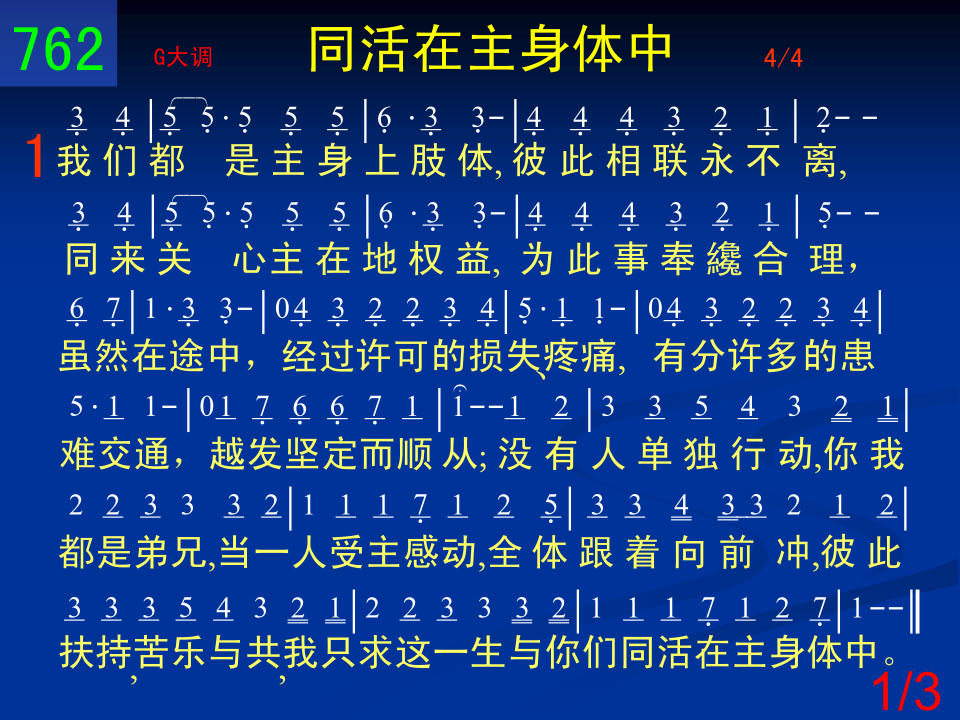 762 G大调 同活在主身体中 4/4
3 4|5 5·5 5 5|6 ·3 3-|4 4 4 3 2 1| 2- -
1 我们都 是主身上肢体,彼此相联永不 离,
3 4|5 5·5 5 5|6 ·3 3-|4 4 4 3 2 1| 5- -
同来关 心主在地权益, 为此事奉纔合 理,
6 7|1·3 3-|04 3 2 2 3 4|5·1 1-|04 3 2 2 3 4|
虽然在途中，经过许可的损失、疼痛, 有分许多的患
5·1 1-|01 7 6 6 7 1|1--1 2|3 3 5 4 3 2 1|
难交通，越发坚定而顺从;没有人单独行动,你我
2 2 3 3 3 2|1 1 1 7 1 2 5|3 3 4 3 3 2 1 2|
都是弟兄,当一人受主感动,全体跟着向前 冲,彼此
3 3 3 5 4 3 2 1|2 2 3 3 3 2|1 1 1 7 1 2 7|1--‖
扶持,苦乐与共,我只求这一生与你们同活在主身体中。
1/3